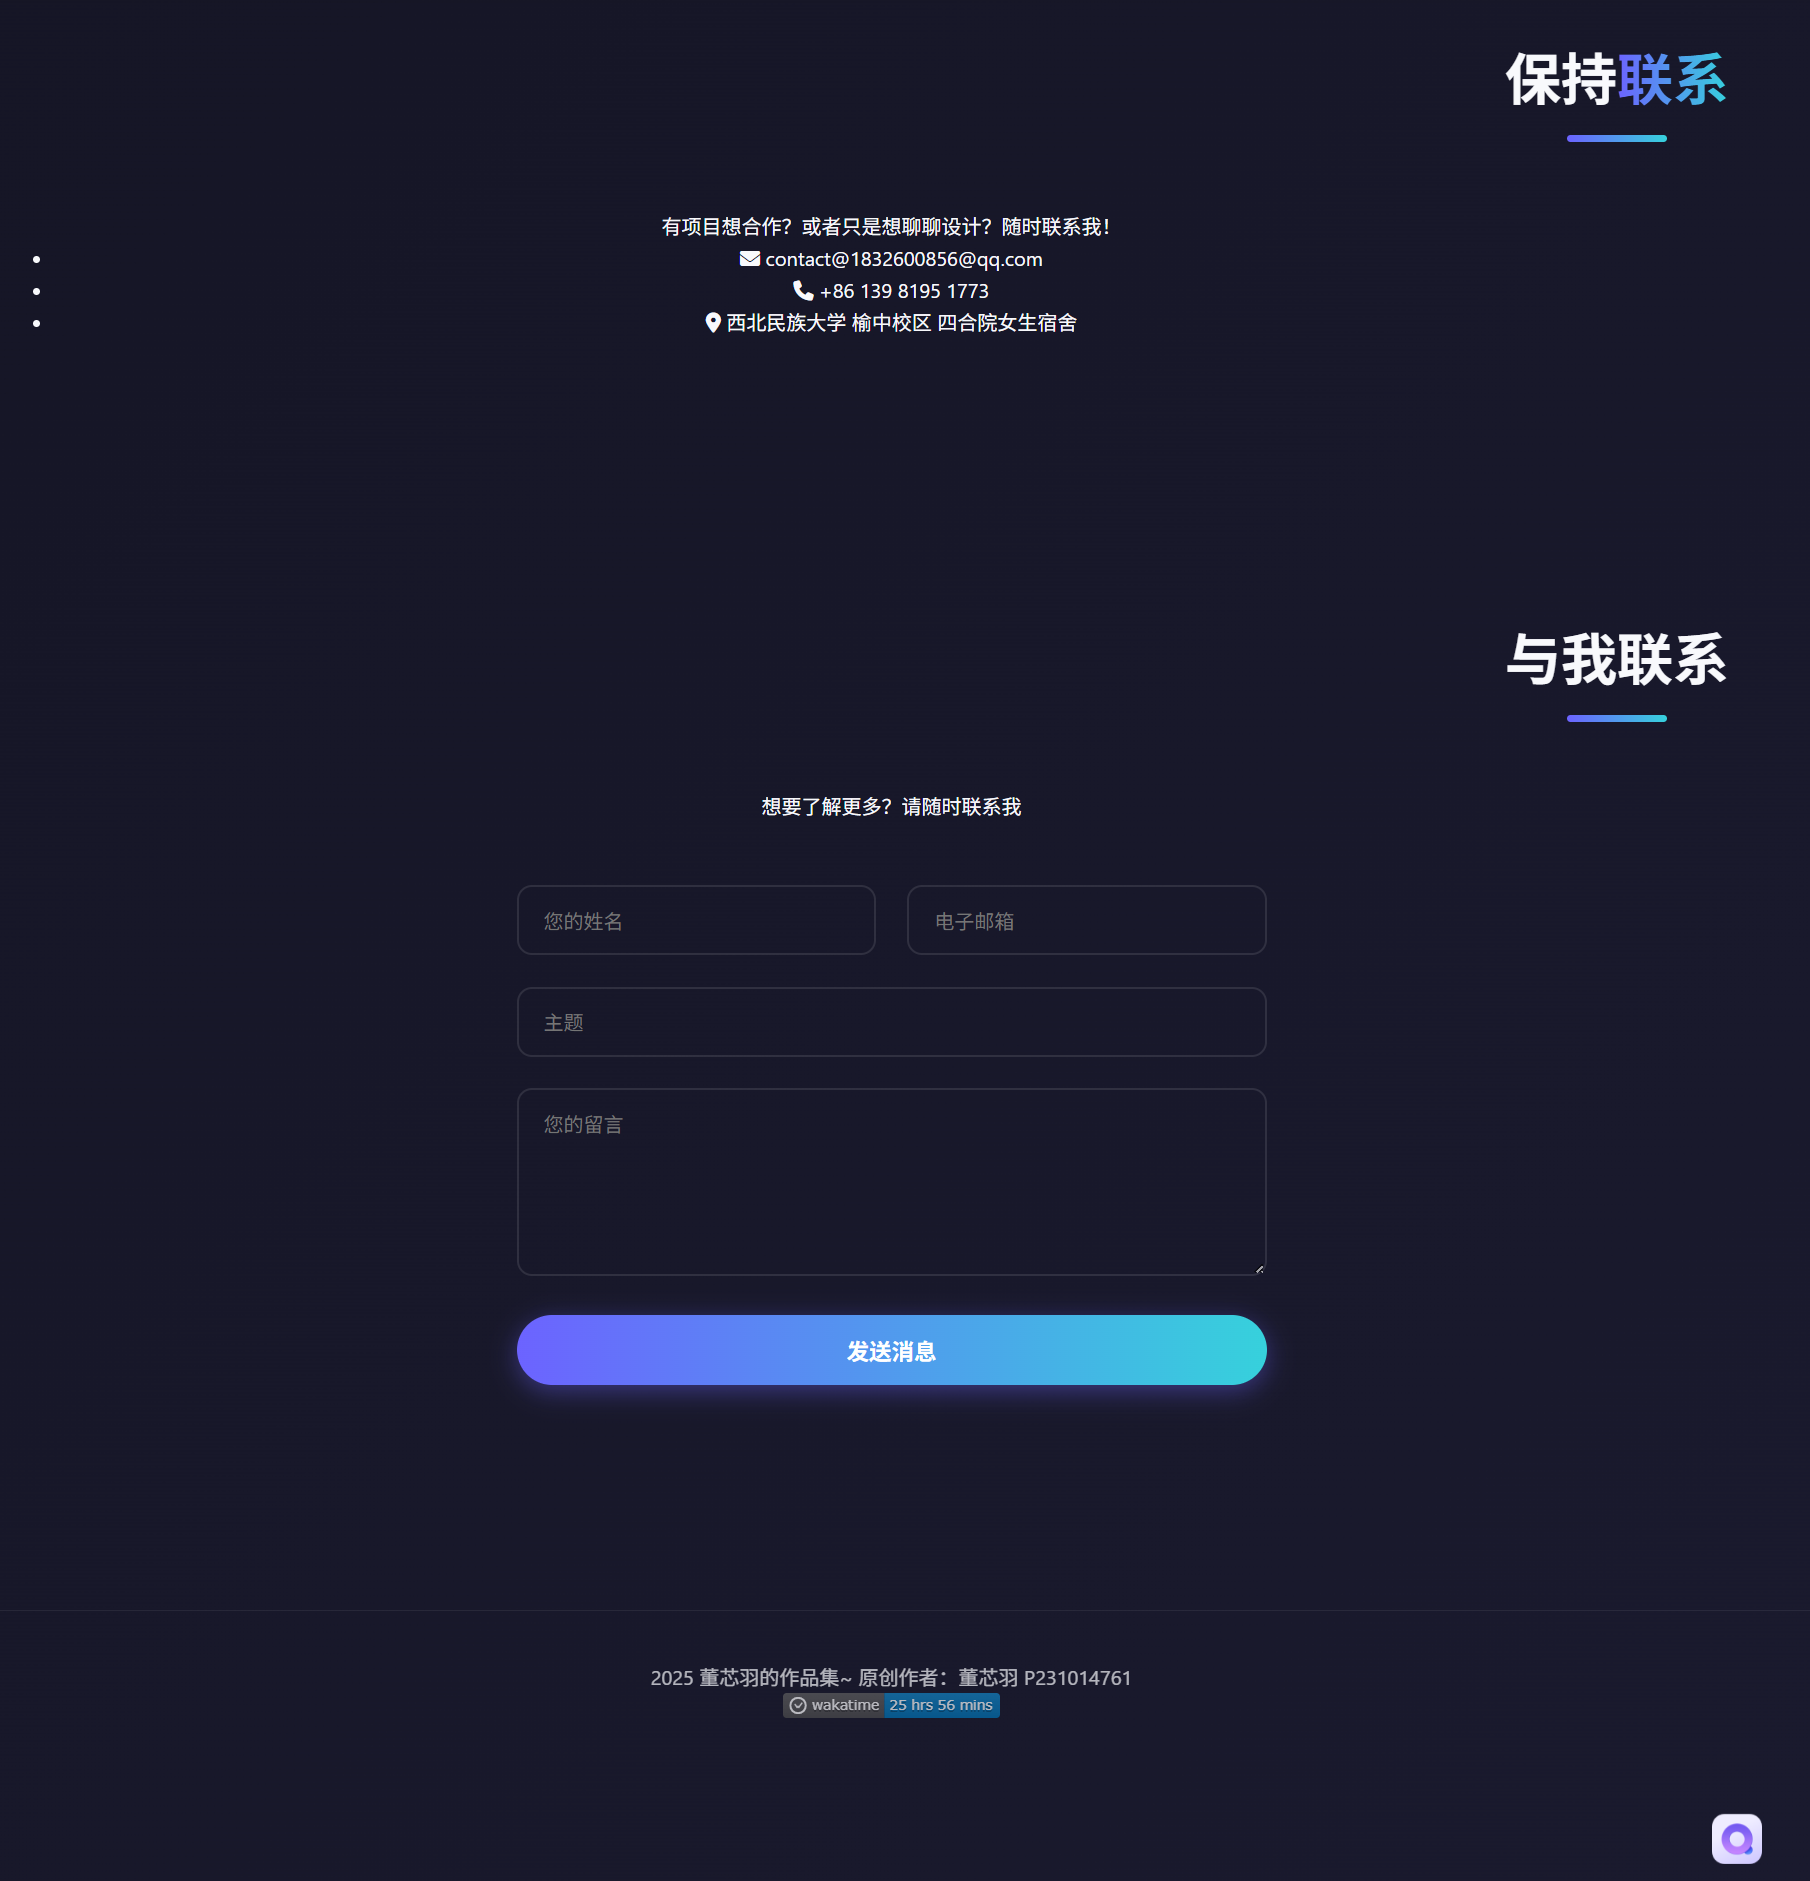 保持联系
有项目想合作？或者只是想聊聊设计？随时联系我！
contact@1832600856@qq.com
+86 139 8195 1773
西北民族大学 榆中校区 四合院女生宿舍
与我联系
想要了解更多？请随时联系我
您的姓名
电子邮箱
主题
您的留言
发送消息
2025 董芯羽的作品集~ 原创作者：董芯羽 P231014761
wakatime 25 hrs 56 mins